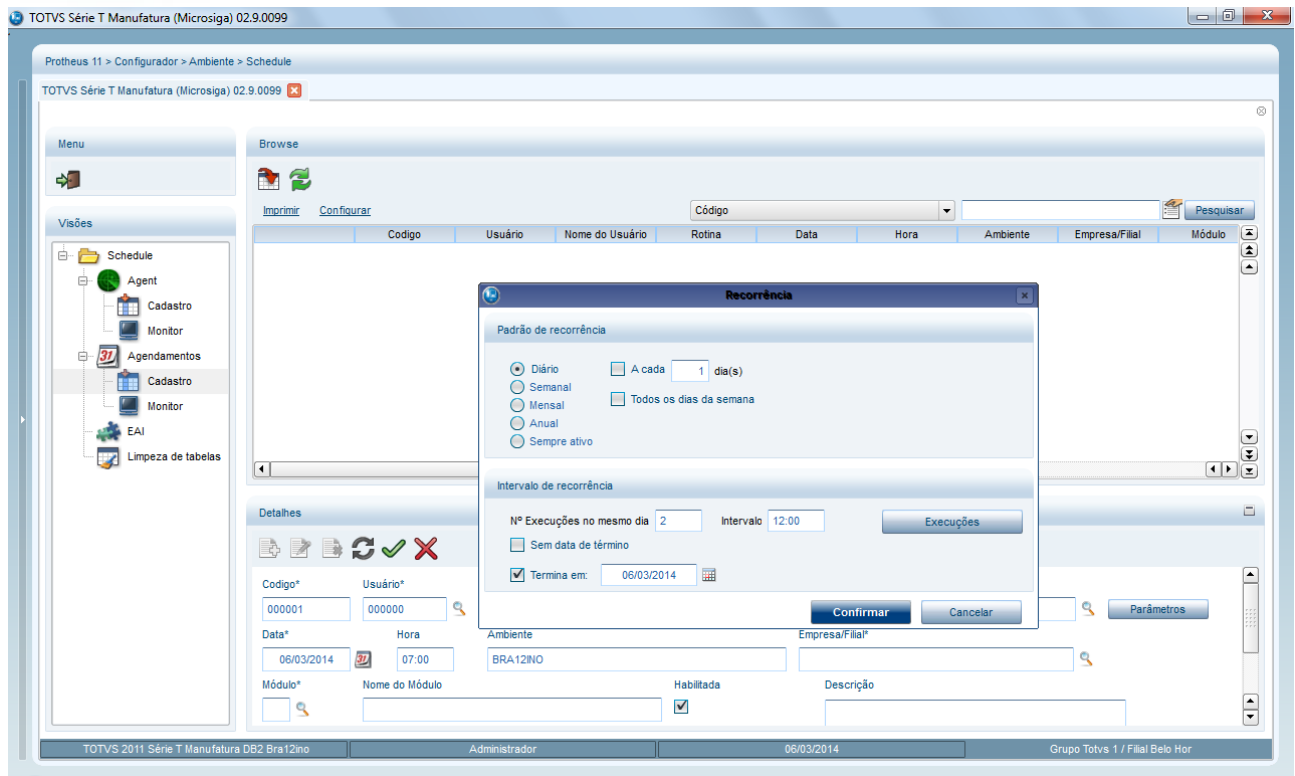 TOTVS Série T Manufatura (Microsiga) 02.9.0099
Protheus 11 > Configurador > Ambiente > Schedule
TOTVS Série T Manufatura (Microsiga) 02.9.0099
Menu
Browse
Imprimir Configurar Código Pesquisar
Visões
Codigo Usuário Nome do Usuário Rotina Data Hora Ambiente Empresa/Filial Módulo
Schedule
Agent
Cadastro
Monitor
31 Agendamentos
Cadastro
Monitor
EAI
Limpeza de tabelas
Recorrência
Padrão de recorrência
Diário A cada 1 dia(s)
Semanal
Mensal Todos os dias da semana
Anual
Sempre ativo
Intervalo de recorrência
Nº Execuções no mesmo dia 2 Intervalo 12:00 Execuções
Sem data de término
Termina em: 06/03/2014
Confirmar Cancelar
Detalhes
Codigo* Usuário*
000001 000000 Parâmetros
Data* Hora Ambiente Empresa/Filial*
06/03/2014 31 07:00 BRA12INO
Módulo* Nome do Módulo Habilitada Descrição
TOTVS 2011 Série T Manufatura DB2 Bra12ino Administrador 06/03/2014 Grupo Totvs 1 / Filial Belo Hor